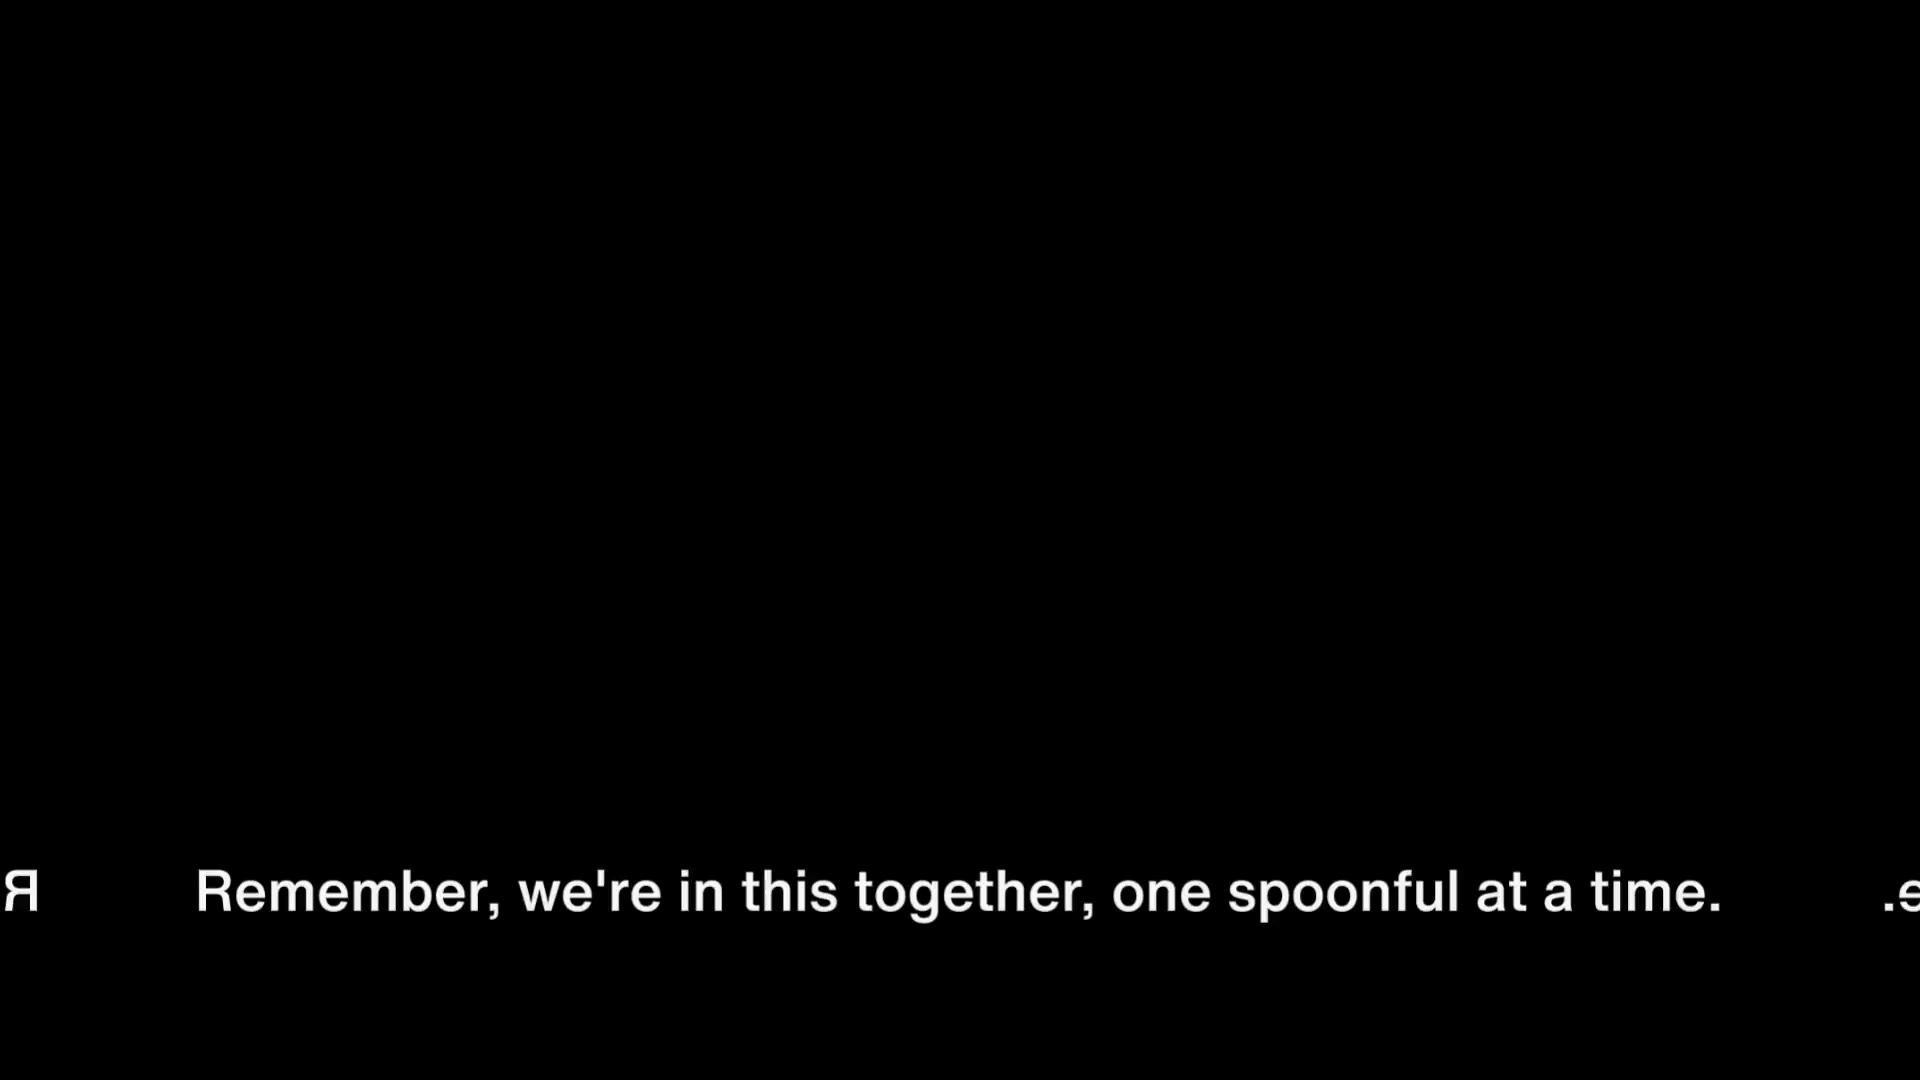 Remember, we're in this together, one spoonful at a time.